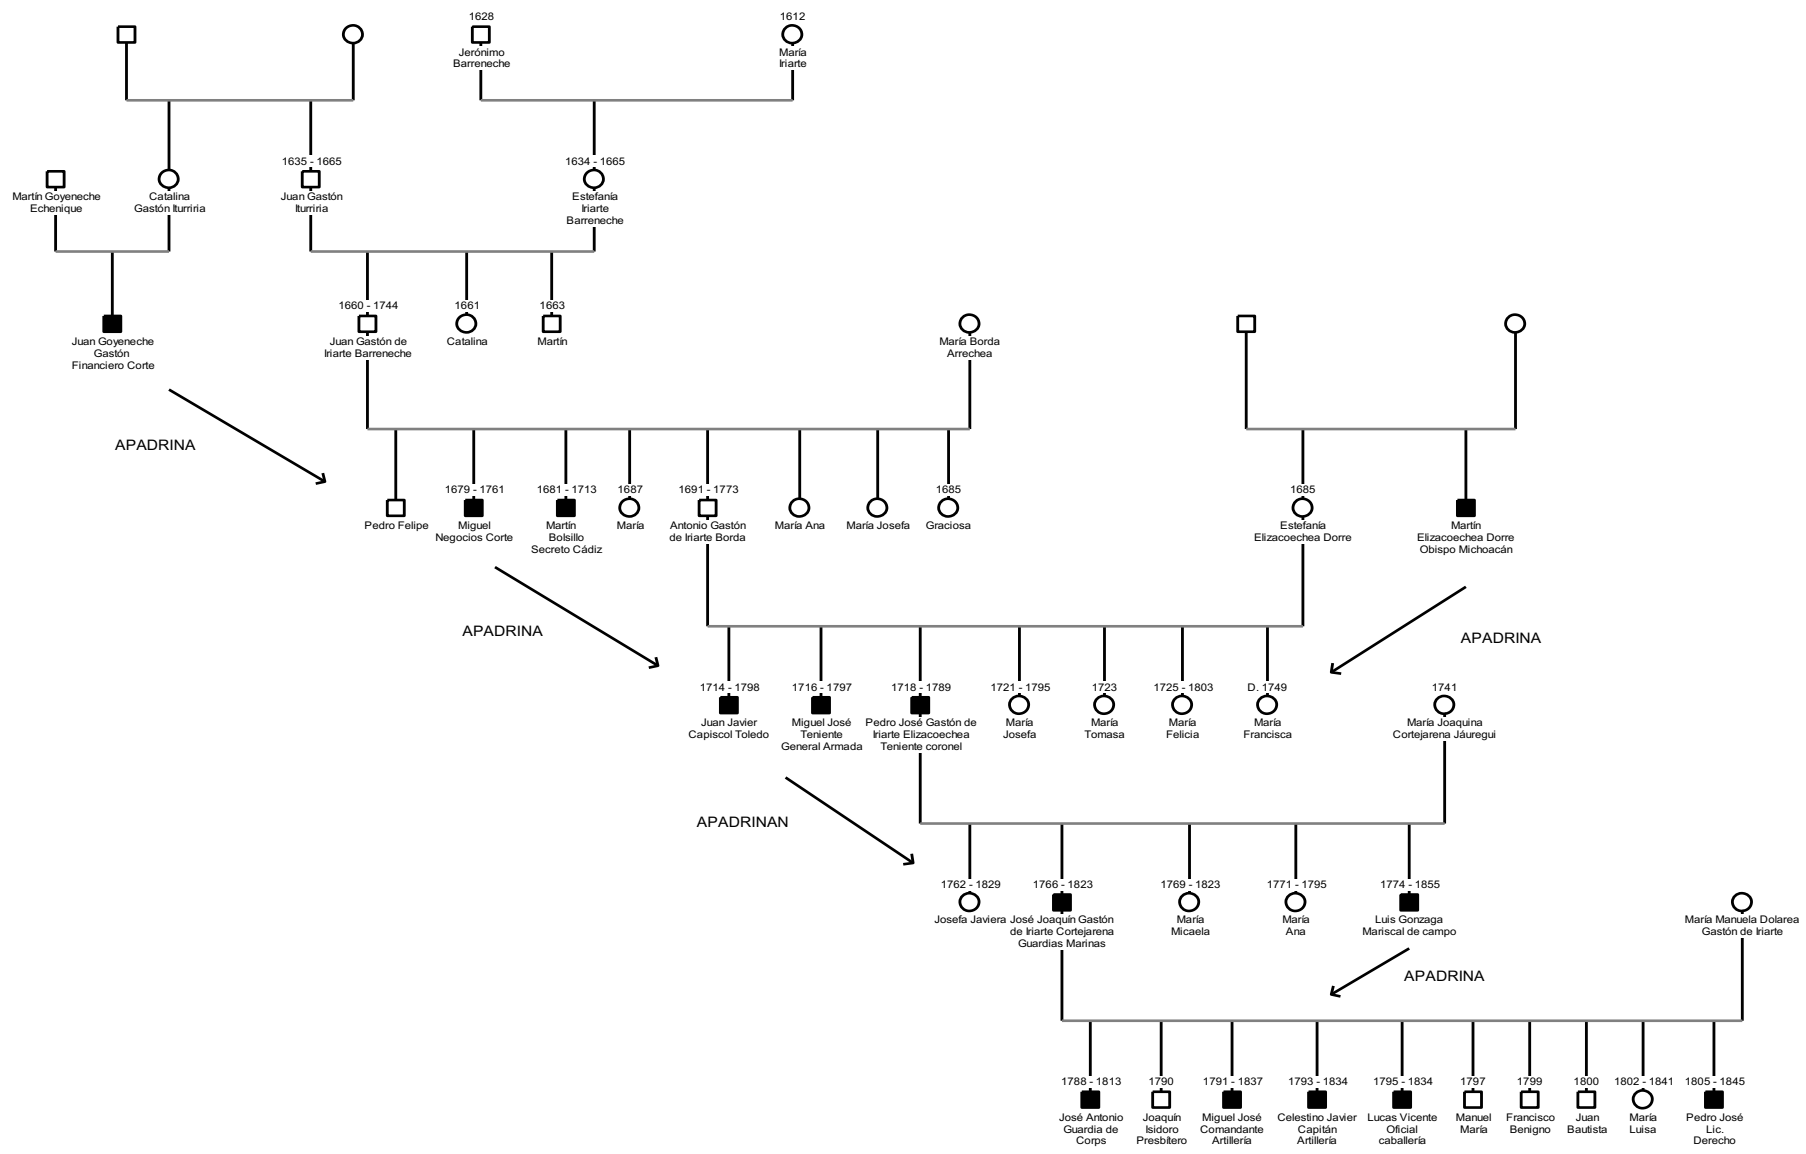 1628
Jerónimo
Barreneche
1612
María
Iriarte
Martín Goyeneche
Echenique
Catalina
Gastón Iturriria
1635 - 1665
Juan Gastón
Iturriria
1634 - 1665
Estefanía
Iriarte
Barreneche
Juan Goyeneche
Gastón
Financiero Corte
1660 - 1744
Juan Gastón de
Iriarte Barreneche
1661
Catalina
1663
Martín
María Borda
Arrechea
APADRINA
Pedro Felipe
1679 - 1761
Miguel
Negocios Corte
1681 - 1713
Martín
Bolsillo
Secreto Cádiz
1687
María
1691 - 1773
Antonio Gastón
de Iriarte Borda
María Ana
María Josefa
1685
Graciosa
1685
Estefanía
Elizacoechea Dorre
Martín
Elizacoechea Dorre
Obispo Michoacán
APADRINA
APADRINA
1714 - 1798
Juan Javier
Capiscol Toledo
1716 - 1797
Miguel José
Teniente
General Armada
1718 - 1789
Pedro José Gastón de
Iriarte Elizacoechea
Teniente coronel
1721 - 1795
María
Josefa
1723
María
Tomasa
1725 - 1803
María
Felicia
D. 1749
María
Francisca
1741
María Joaquina
Cortejarena Jáuregui
APADRINAN
1762 - 1829
Josefa Javiera
1766 - 1823
José Joaquín Gastón
de Iriarte Cortejarena
Guardias Marinas
1769 - 1823
María
Micaela
1771 - 1795
María
Ana
1774 - 1855
Luis Gonzaga
Mariscal de campo
María Manuela Dolarea
Gastón de Iriarte
APADRINA
1788 - 1813
José Antonio
Guardia de
Corps
1790
Joaquín
Isidoro
Presbítero
1791 - 1837
Miguel José
Comandante
Artillería
1793 - 1834
Celestino Javier
Capitán
Artillería
1795 - 1834
Lucas Vicente
Oficial
caballería
1797
Manuel
María
1799
Francisco
Benigno
1800
Juan
Bautista
1802 - 1841
María
Luisa
1805 - 1845
Pedro José
Lic.
Derecho